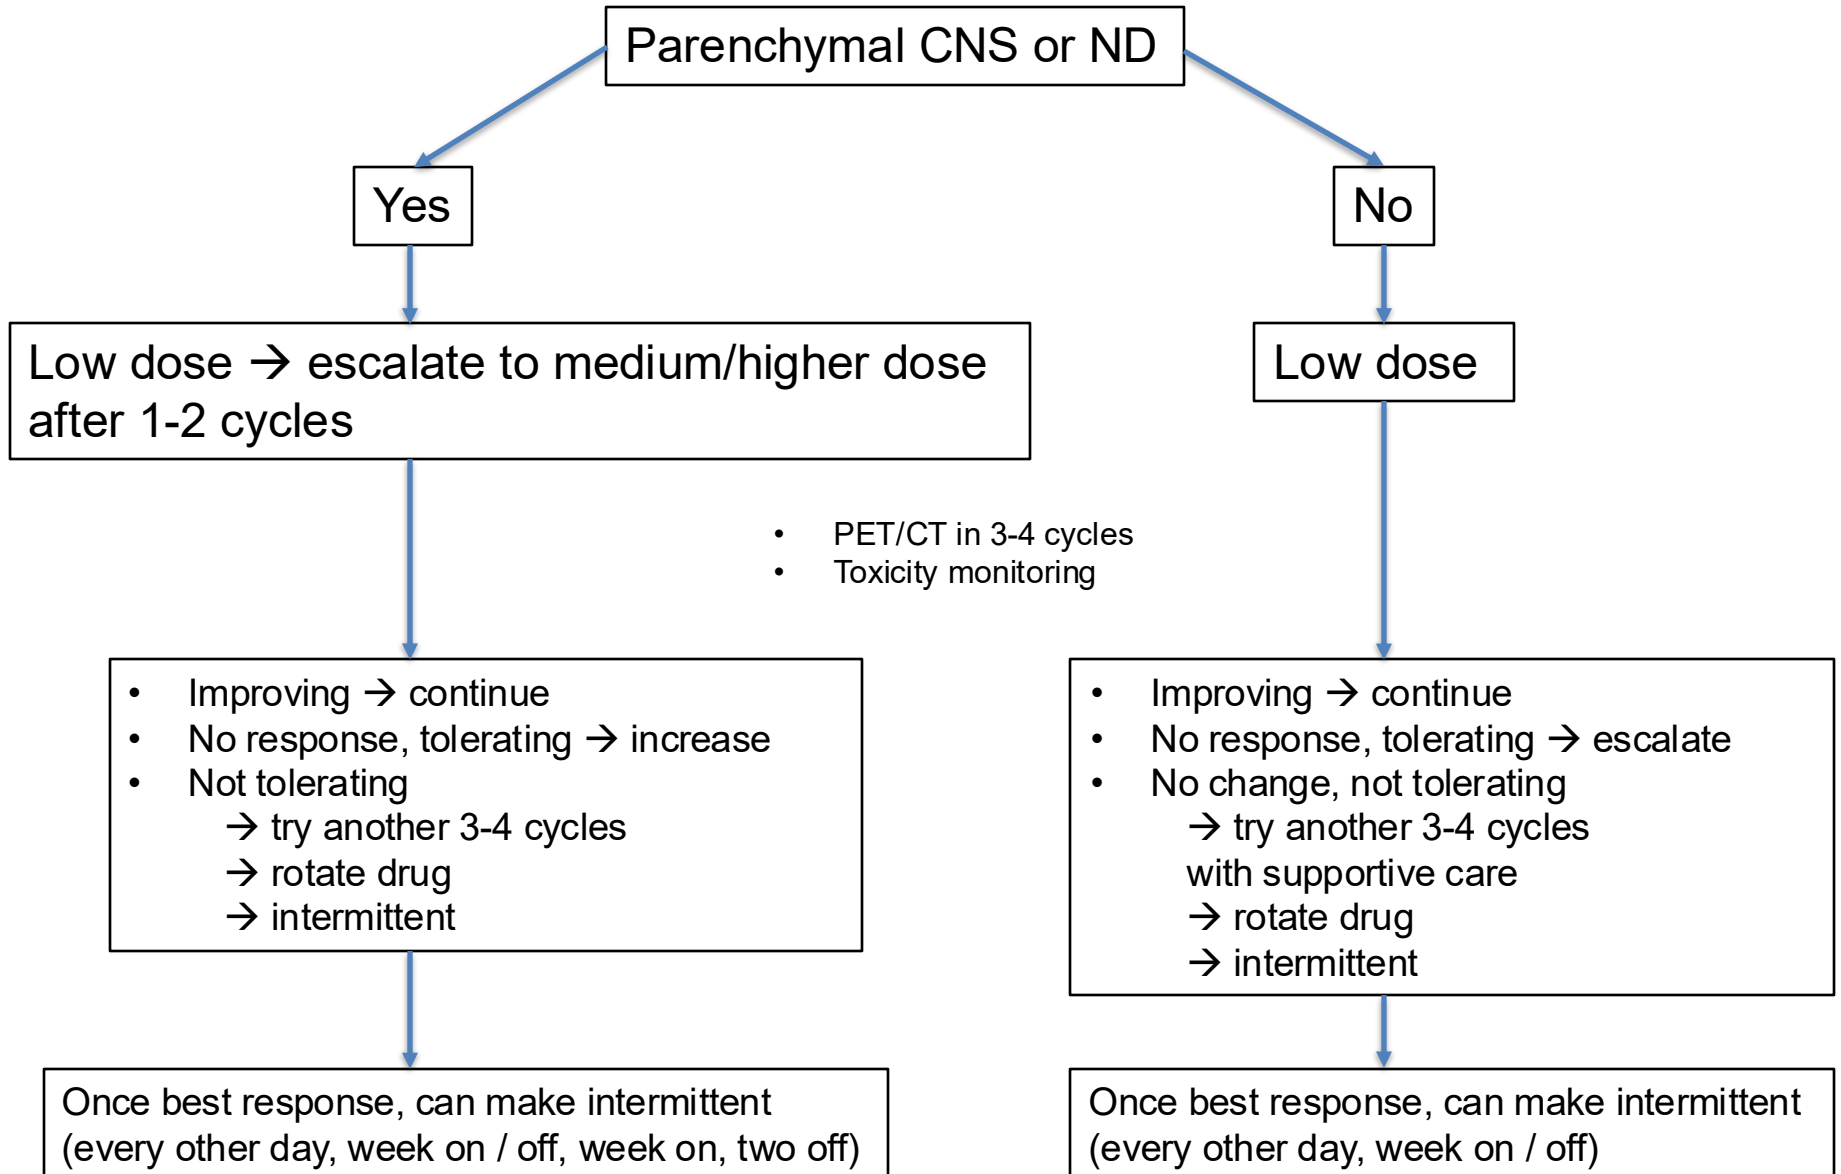 Parenchymal CNS or ND
Yes
No
Low dose → escalate to medium/higher dose
after 1-2 cycles
Low dose
• PET/CT in 3-4 cycles
• Toxicity monitoring
• Improving → continue
• No response, tolerating → increase
• Not tolerating
→ try another 3-4 cycles
→ rotate drug
→ intermittent
• Improving → continue
• No response, tolerating → escalate
• No change, not tolerating
→ try another 3-4 cycles
with supportive care
→ rotate drug
→ intermittent
Once best response, can make intermittent
(every other day, week on / off, week on, two off)
Once best response, can make intermittent
(every other day, week on / off)